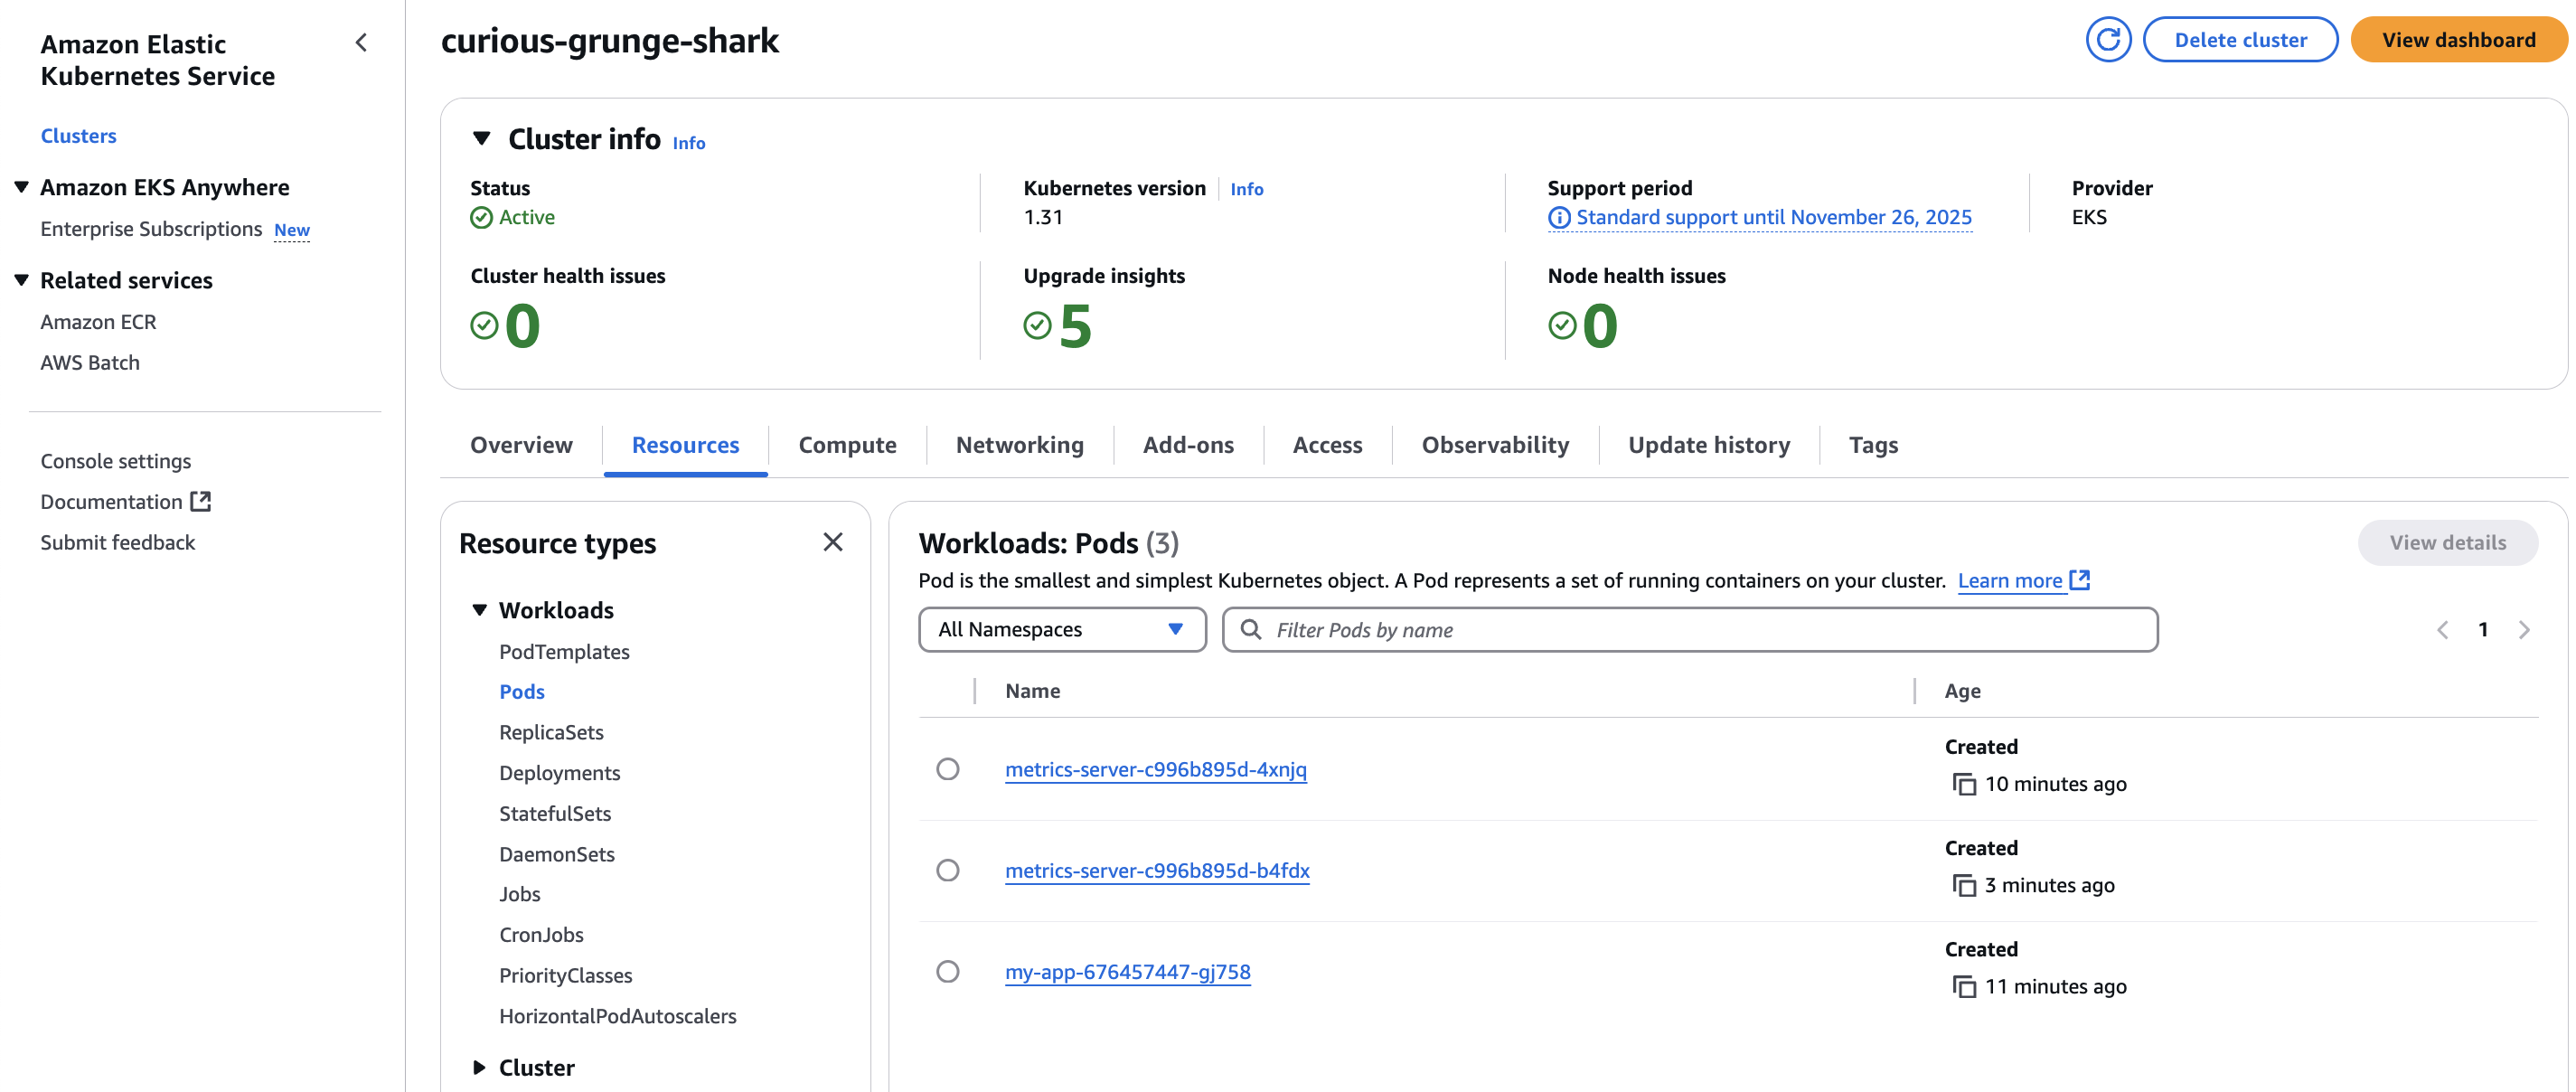 Amazon Elastic
Kubernetes Service
Clusters
Amazon EKS Anywhere
Enterprise Subscriptions New
Related services
Amazon ECR
AWS Batch
Console settings
Documentation
Submit feedback
curious-grunge-shark
Delete cluster
View dashboard
Cluster info Info
Status
Active
Kubernetes version Info
1.31
Support period
Standard support until November 26, 2025
Provider
EKS
Cluster health issues
0
Upgrade insights
5
Node health issues
0
Overview Resources Compute Networking Add-ons Access Observability Update history Tags
Resource types
Workloads
PodTemplates
Pods
ReplicaSets
Deployments
StatefulSets
DaemonSets
Jobs
CronJobs
PriorityClasses
HorizontalPodAutoscalers
Cluster
Workloads: Pods (3)
View details
Pod is the smallest and simplest Kubernetes object. A Pod represents a set of running containers on your cluster. Learn more
All Namespaces
Filter Pods by name
1
Name Age
metrics-server-c996b895d-4xnjq
Created
10 minutes ago
metrics-server-c996b895d-b4fdx
Created
3 minutes ago
my-app-676457447-gj758
Created
11 minutes ago